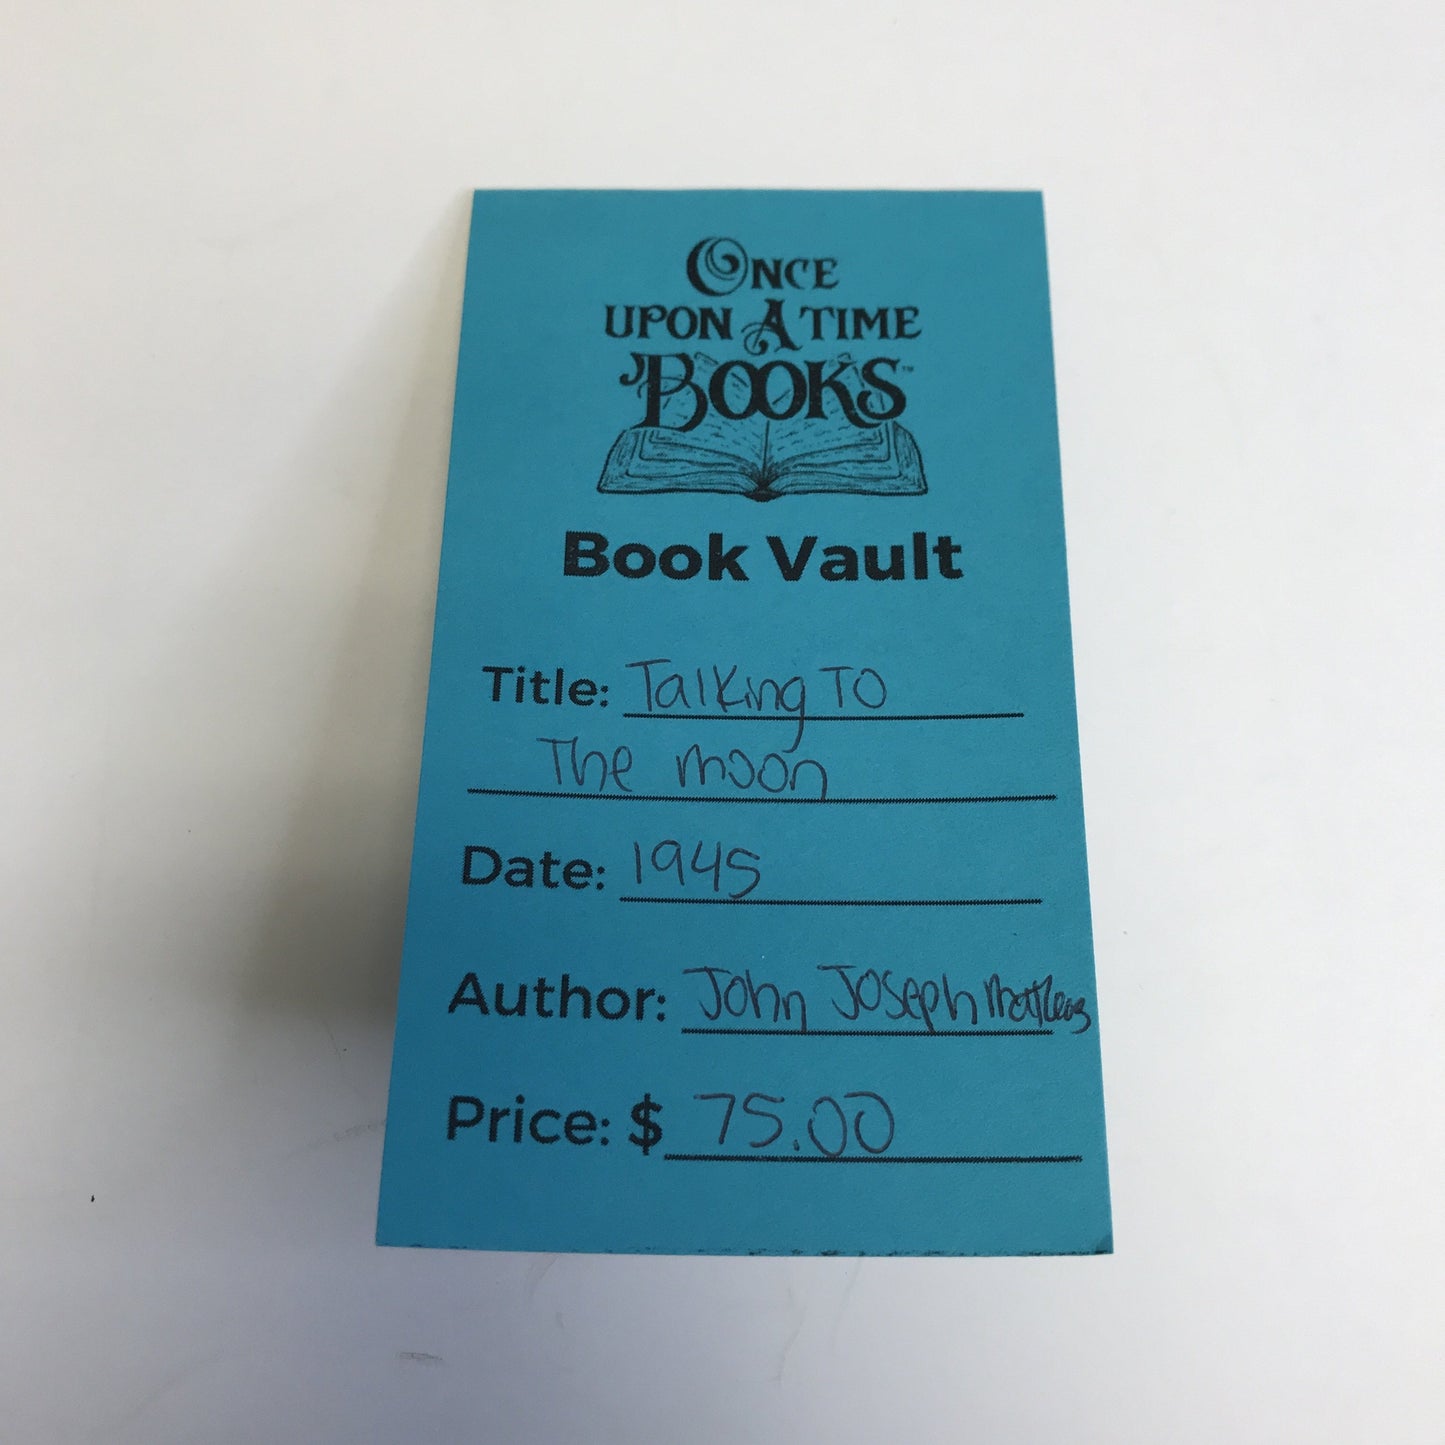 ONCE
UPON A TIME
BOOKS™
Book Vault
Title: Talking TO
The moon
Date: 1945
Author: John Joseph Mathews
Price: $ 75.00